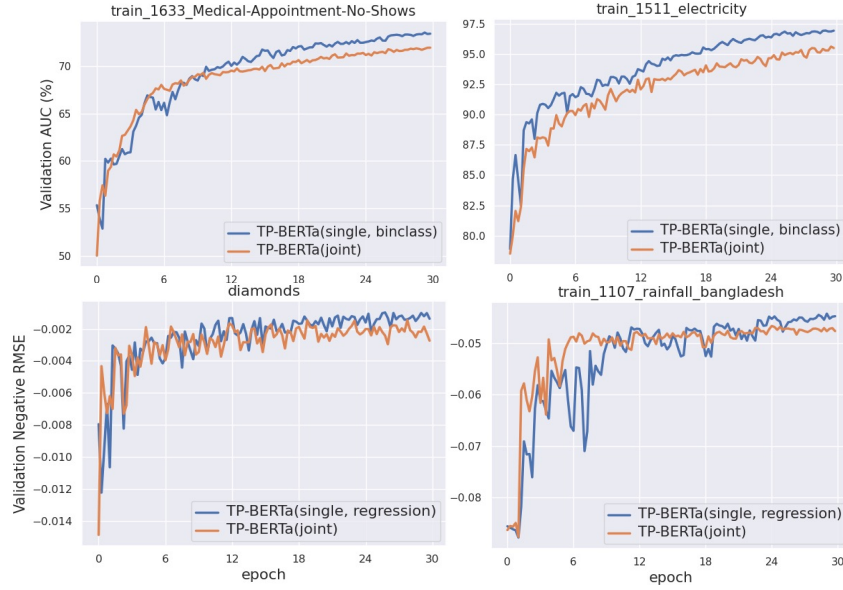 train_1633_Medical-Appointment-No-Shows
Validation AUC (%)
70
65
60
55
50
0 6 12 18 24 30
TP-BERTa(single, binclass)
TP-BERTa(joint)
train_1511_electricity
97.5
95.0
92.5
90.0
87.5
85.0
82.5
80.0
0 6 12 18 24 30
TP-BERTa(single, binclass)
TP-BERTa(joint)
diamonds
Validation Negative RMSE
−0.002
−0.004
−0.006
−0.008
−0.010
−0.012
−0.014
0 6 12 18 24 30
epoch
TP-BERTa(single, regression)
TP-BERTa(joint)
train_1107_rainfall_bangladesh
−0.05
−0.06
−0.07
−0.08
0 6 12 18 24 30
epoch
TP-BERTa(single, regression)
TP-BERTa(joint)